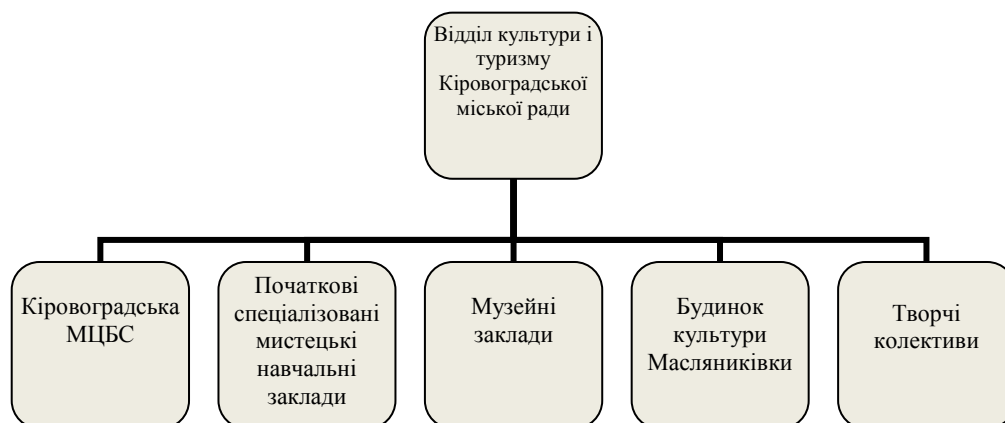 Відділ культури і
туризму
Кіровоградської
міської ради
Кіровоградська
МЦБС
Початкові
спеціалізовані
мистецькі
навчальні
заклади
Музейні
заклади
Будинок
культури
Масляниківки
Творчі
колективи